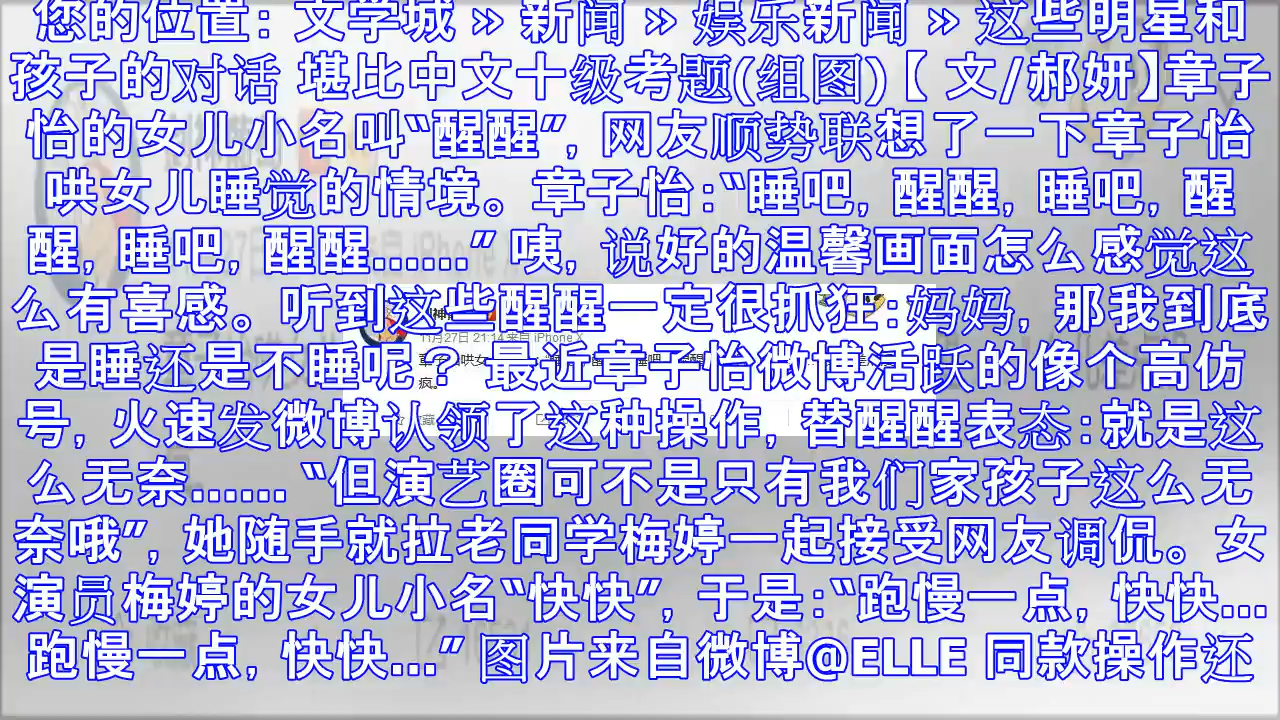 您的位置: 文学城 » 新闻 » 娱乐新闻 » 这些明星和
孩子的对话 堪比中文十级考题(组图)【 文/郝妍】章子
怡的女儿小名叫“醒醒”, 网友顺势联想了一下章子怡
哄女儿睡觉的情境。章子怡:“睡吧, 醒醒, 睡吧, 醒
醒, 睡吧, 醒醒……” 咦, 说好的温馨画面怎么感觉这
么有喜感。听到这些醒醒一定很抓狂:妈妈, 那我到底
11月27日 21:14 来自 iPhone X
是睡还是不睡呢？最近章子怡微博活跃的像个高仿
疯。
号, 火速发微博认领了这种操作, 替醒醒表态:就是这
么无奈…… “但演艺圈可不是只有我们家孩子这么无
奈哦”, 她随手就拉老同学梅婷一起接受网友调侃。女
演员梅婷的女儿小名“快快”, 于是:“跑慢一点, 快快...
跑慢一点, 快快...” 图片来自微博@ELLE 同款操作还